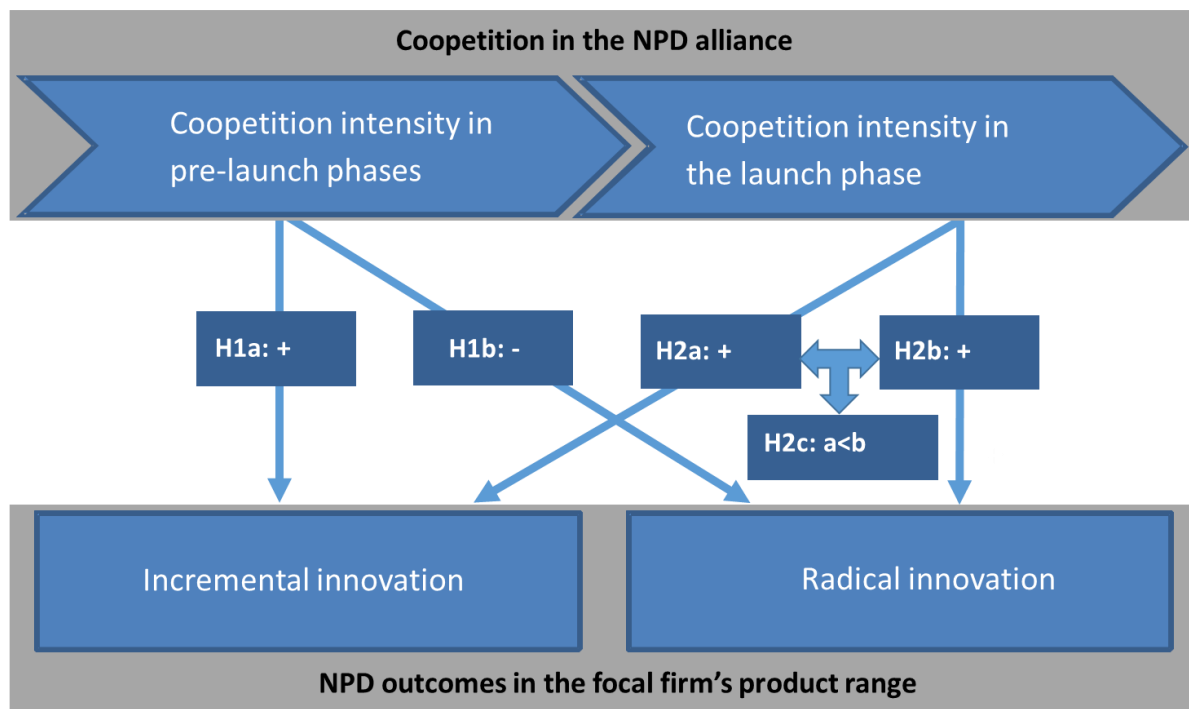 Coopetition in the NPD alliance
Coopetition intensity in
pre-launch phases
Coopetition intensity in
the launch phase
H1a: +
H1b: -
H2a: +
H2b: +
H2c: a<b
Incremental innovation
Radical innovation
NPD outcomes in the focal firm’s product range